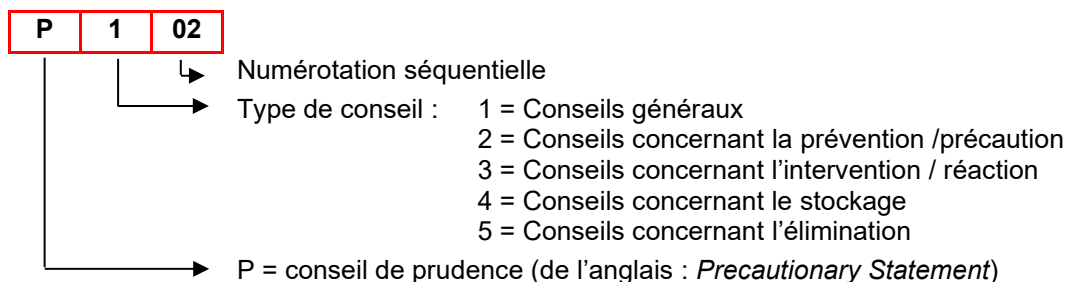 P 1 02
Numérotation séquentielle
Type de conseil : 1 = Conseils généraux
2 = Conseils concernant la prévention /précaution
3 = Conseils concernant l’intervention / réaction
4 = Conseils concernant le stockage
5 = Conseils concernant l’élimination
P = conseil de prudence (de l’anglais : Precautionary Statement)